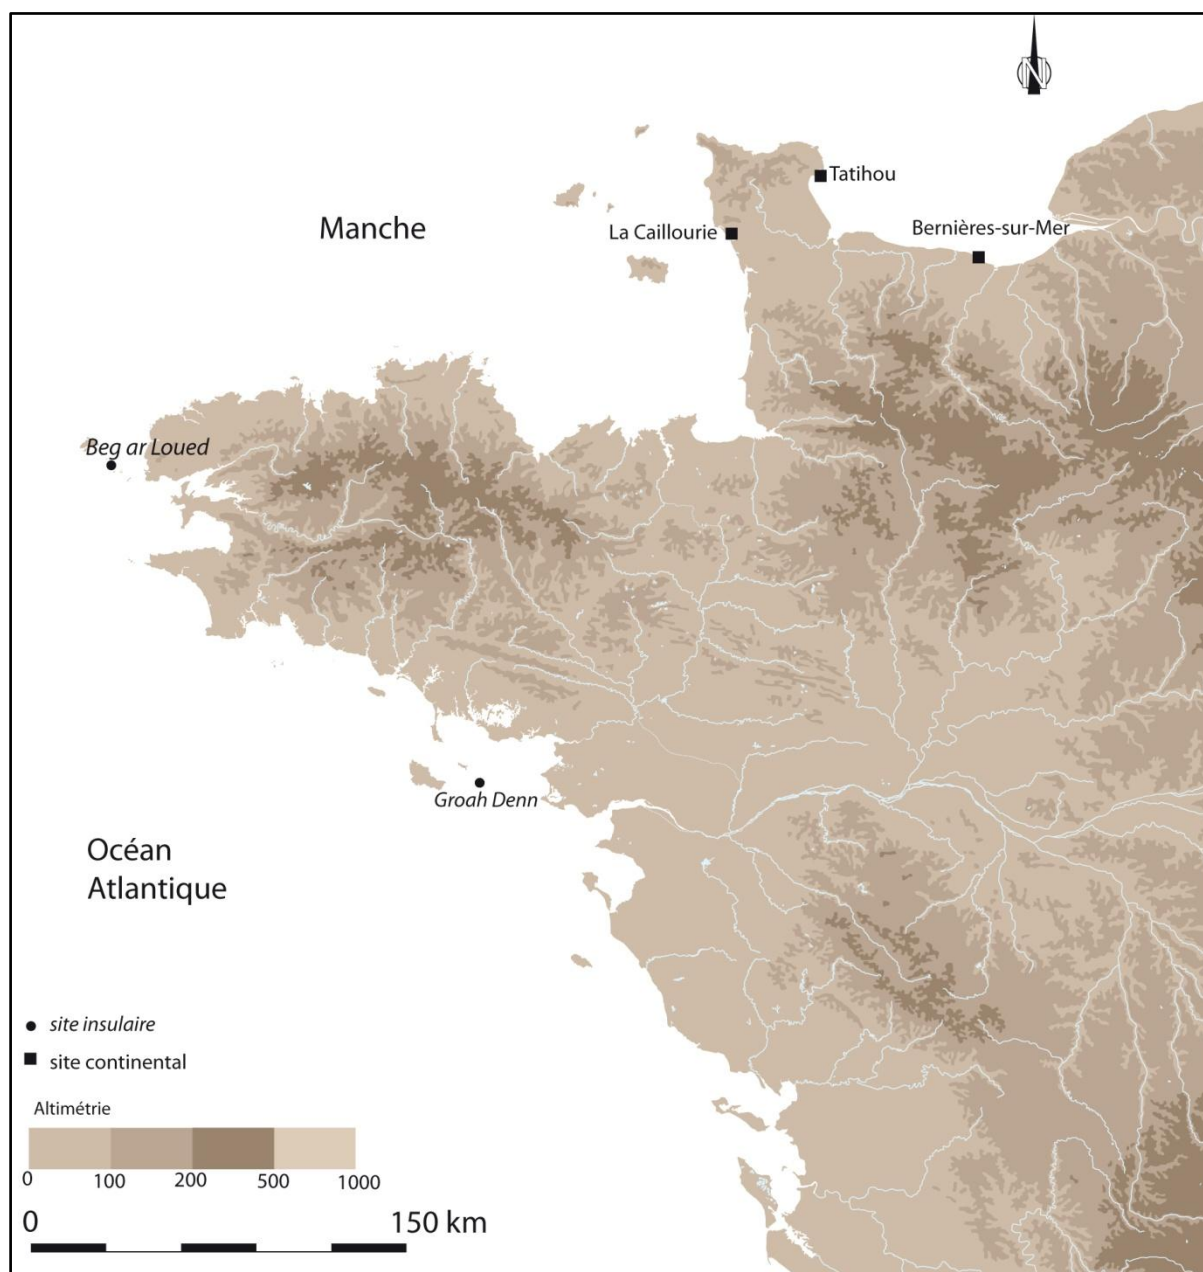 N
Tatihou
Manche
La Caillourie
Bernières-sur-Mer
Beg ar Loued
Groah Denn
Océan
Atlantique
site insulaire
site continental
Altimétrie
0 100 200 500 1000
0 150 km